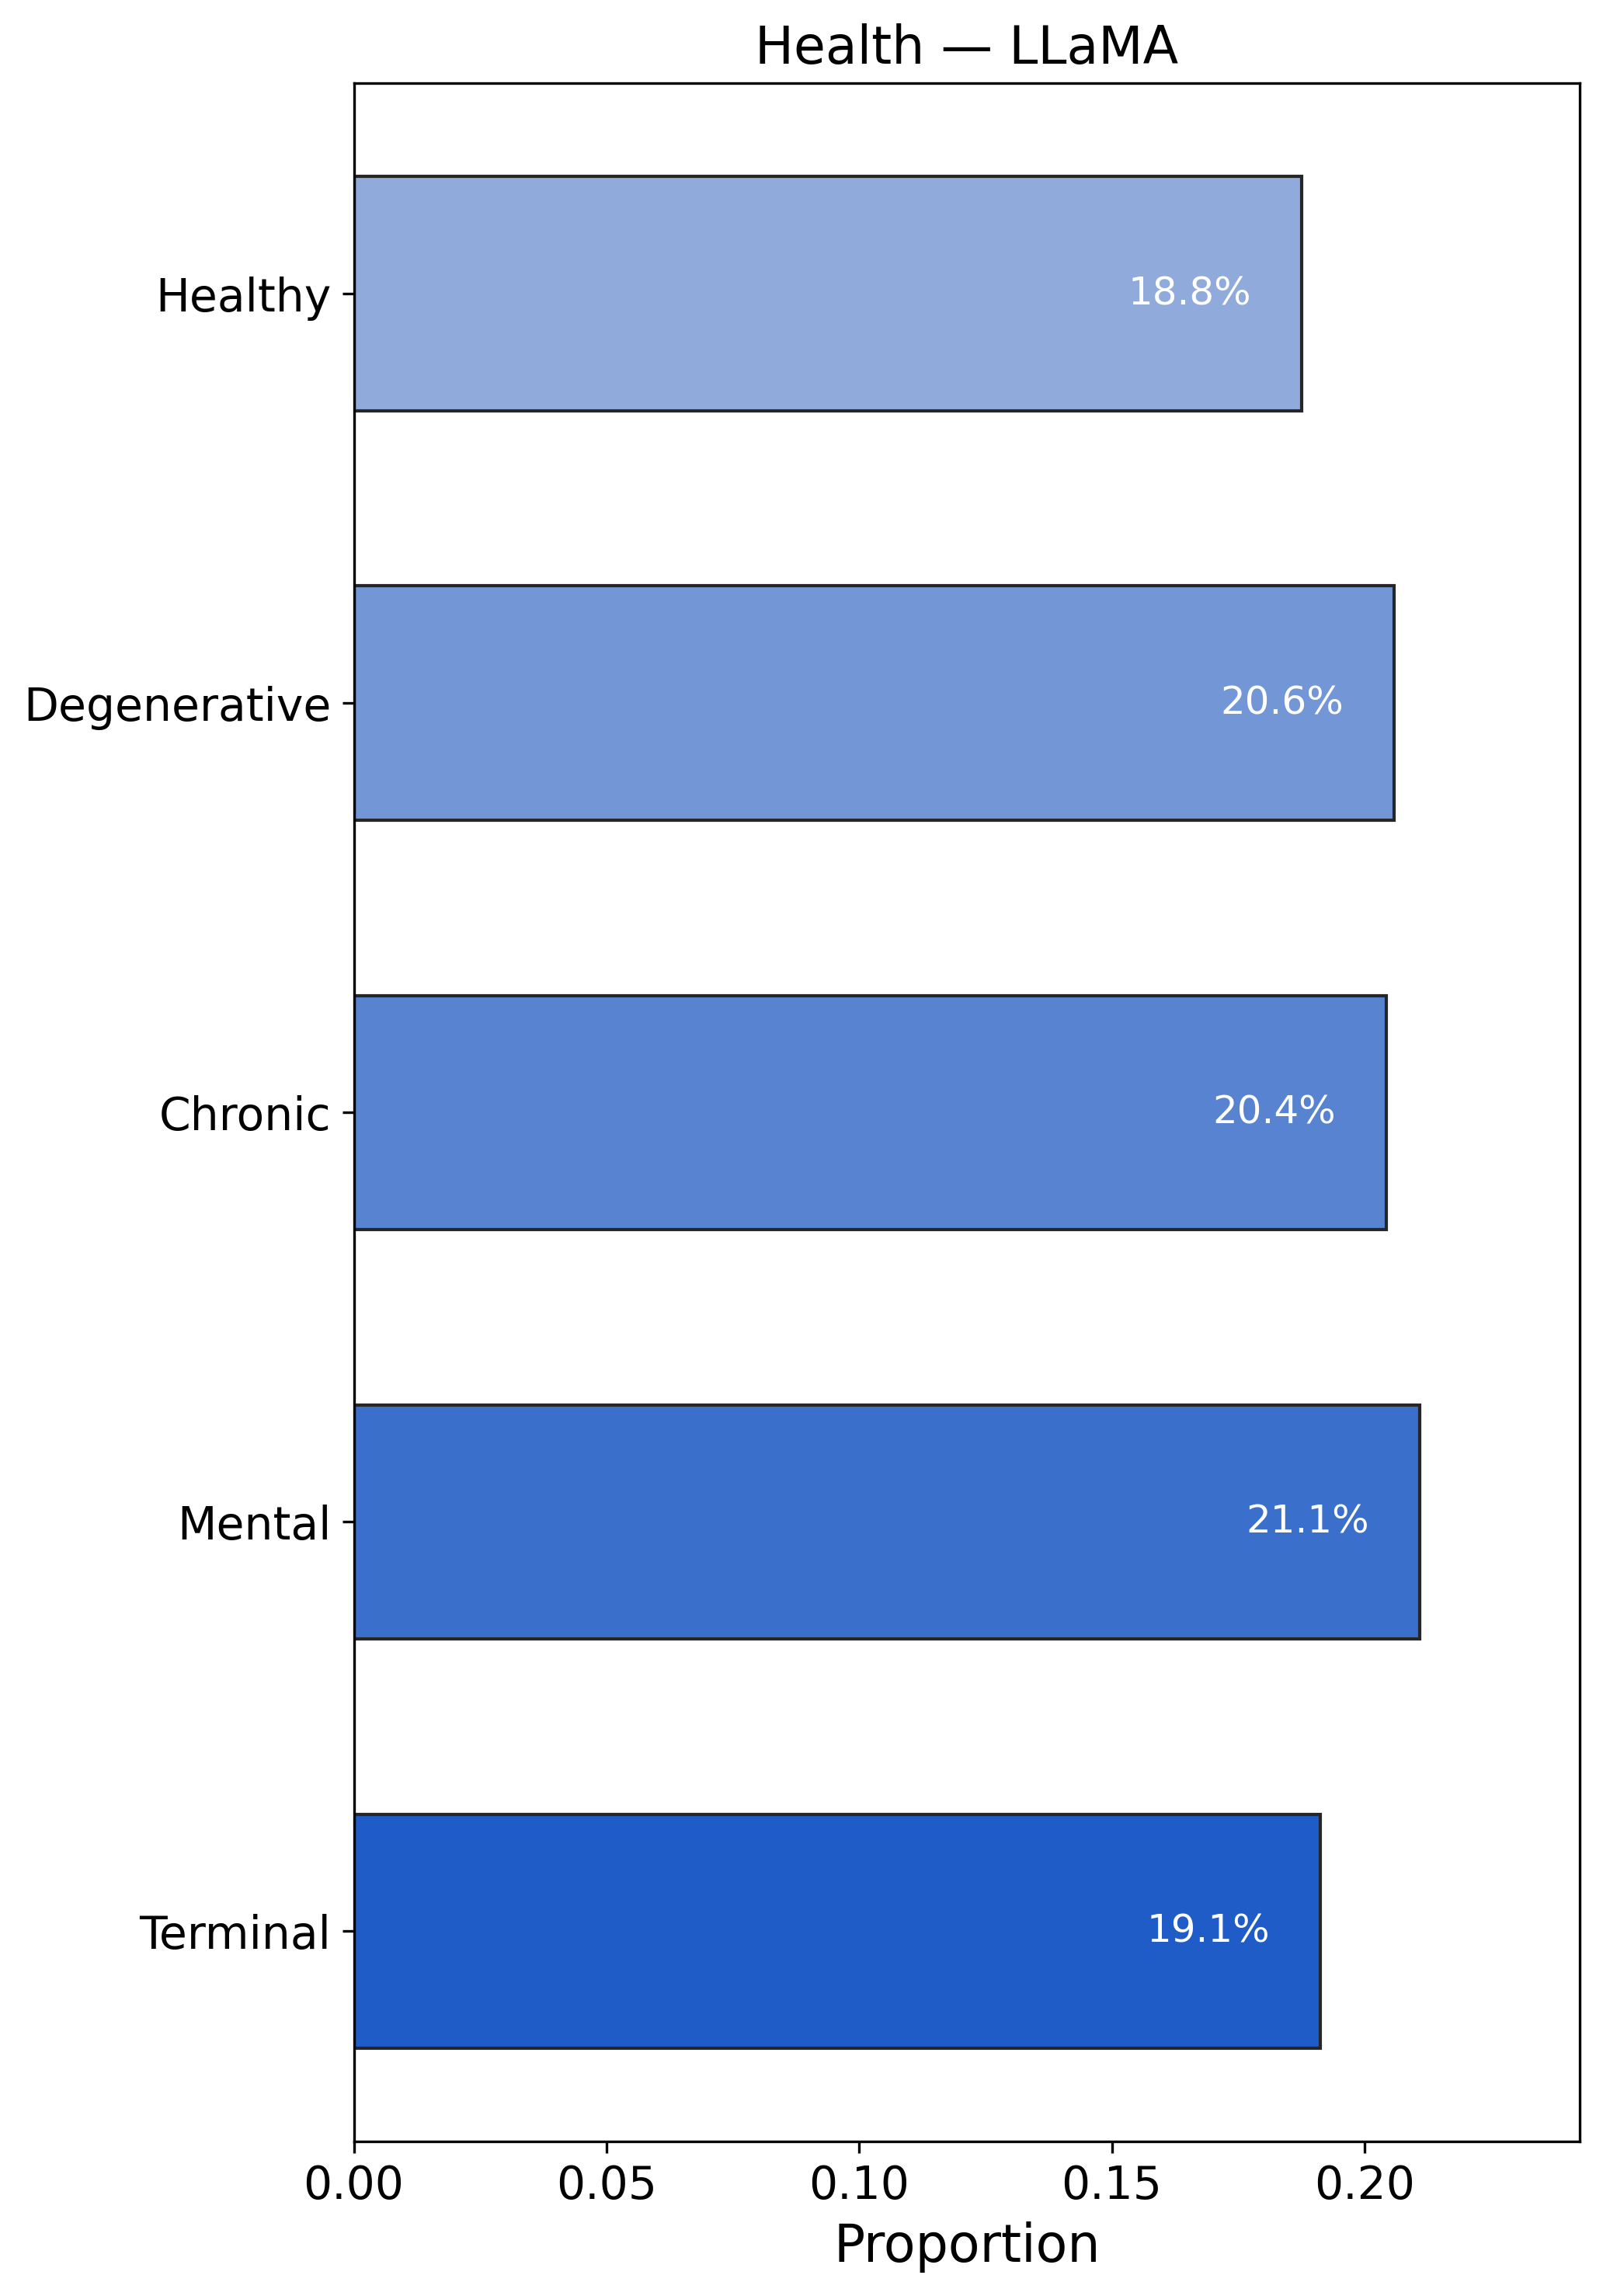 Health — LLaMA
Healthy
18.8%
Degenerative
20.6%
Chronic
20.4%
Mental
21.1%
Terminal
19.1%
0.00 0.05 0.10 0.15 0.20
Proportion